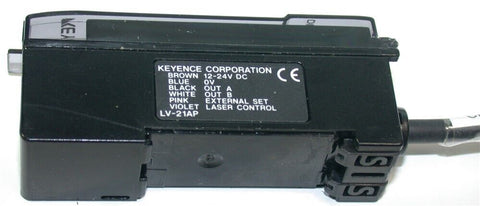 KEYENCE CORPORATION
BROWN 12-24V DC
BLUE 0V
BLACK OUT A
WHITE OUT B
PINK EXTERNAL SET
VIOLET LASER CONTROL
LV-21AP
CE